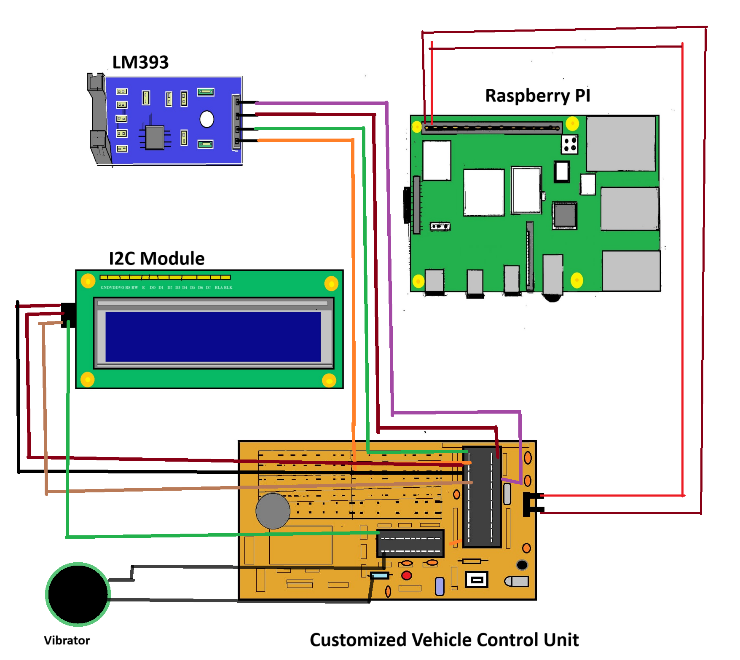 LM393
Raspberry PI
I2C Module
Vibrator
Customized Vehicle Control Unit